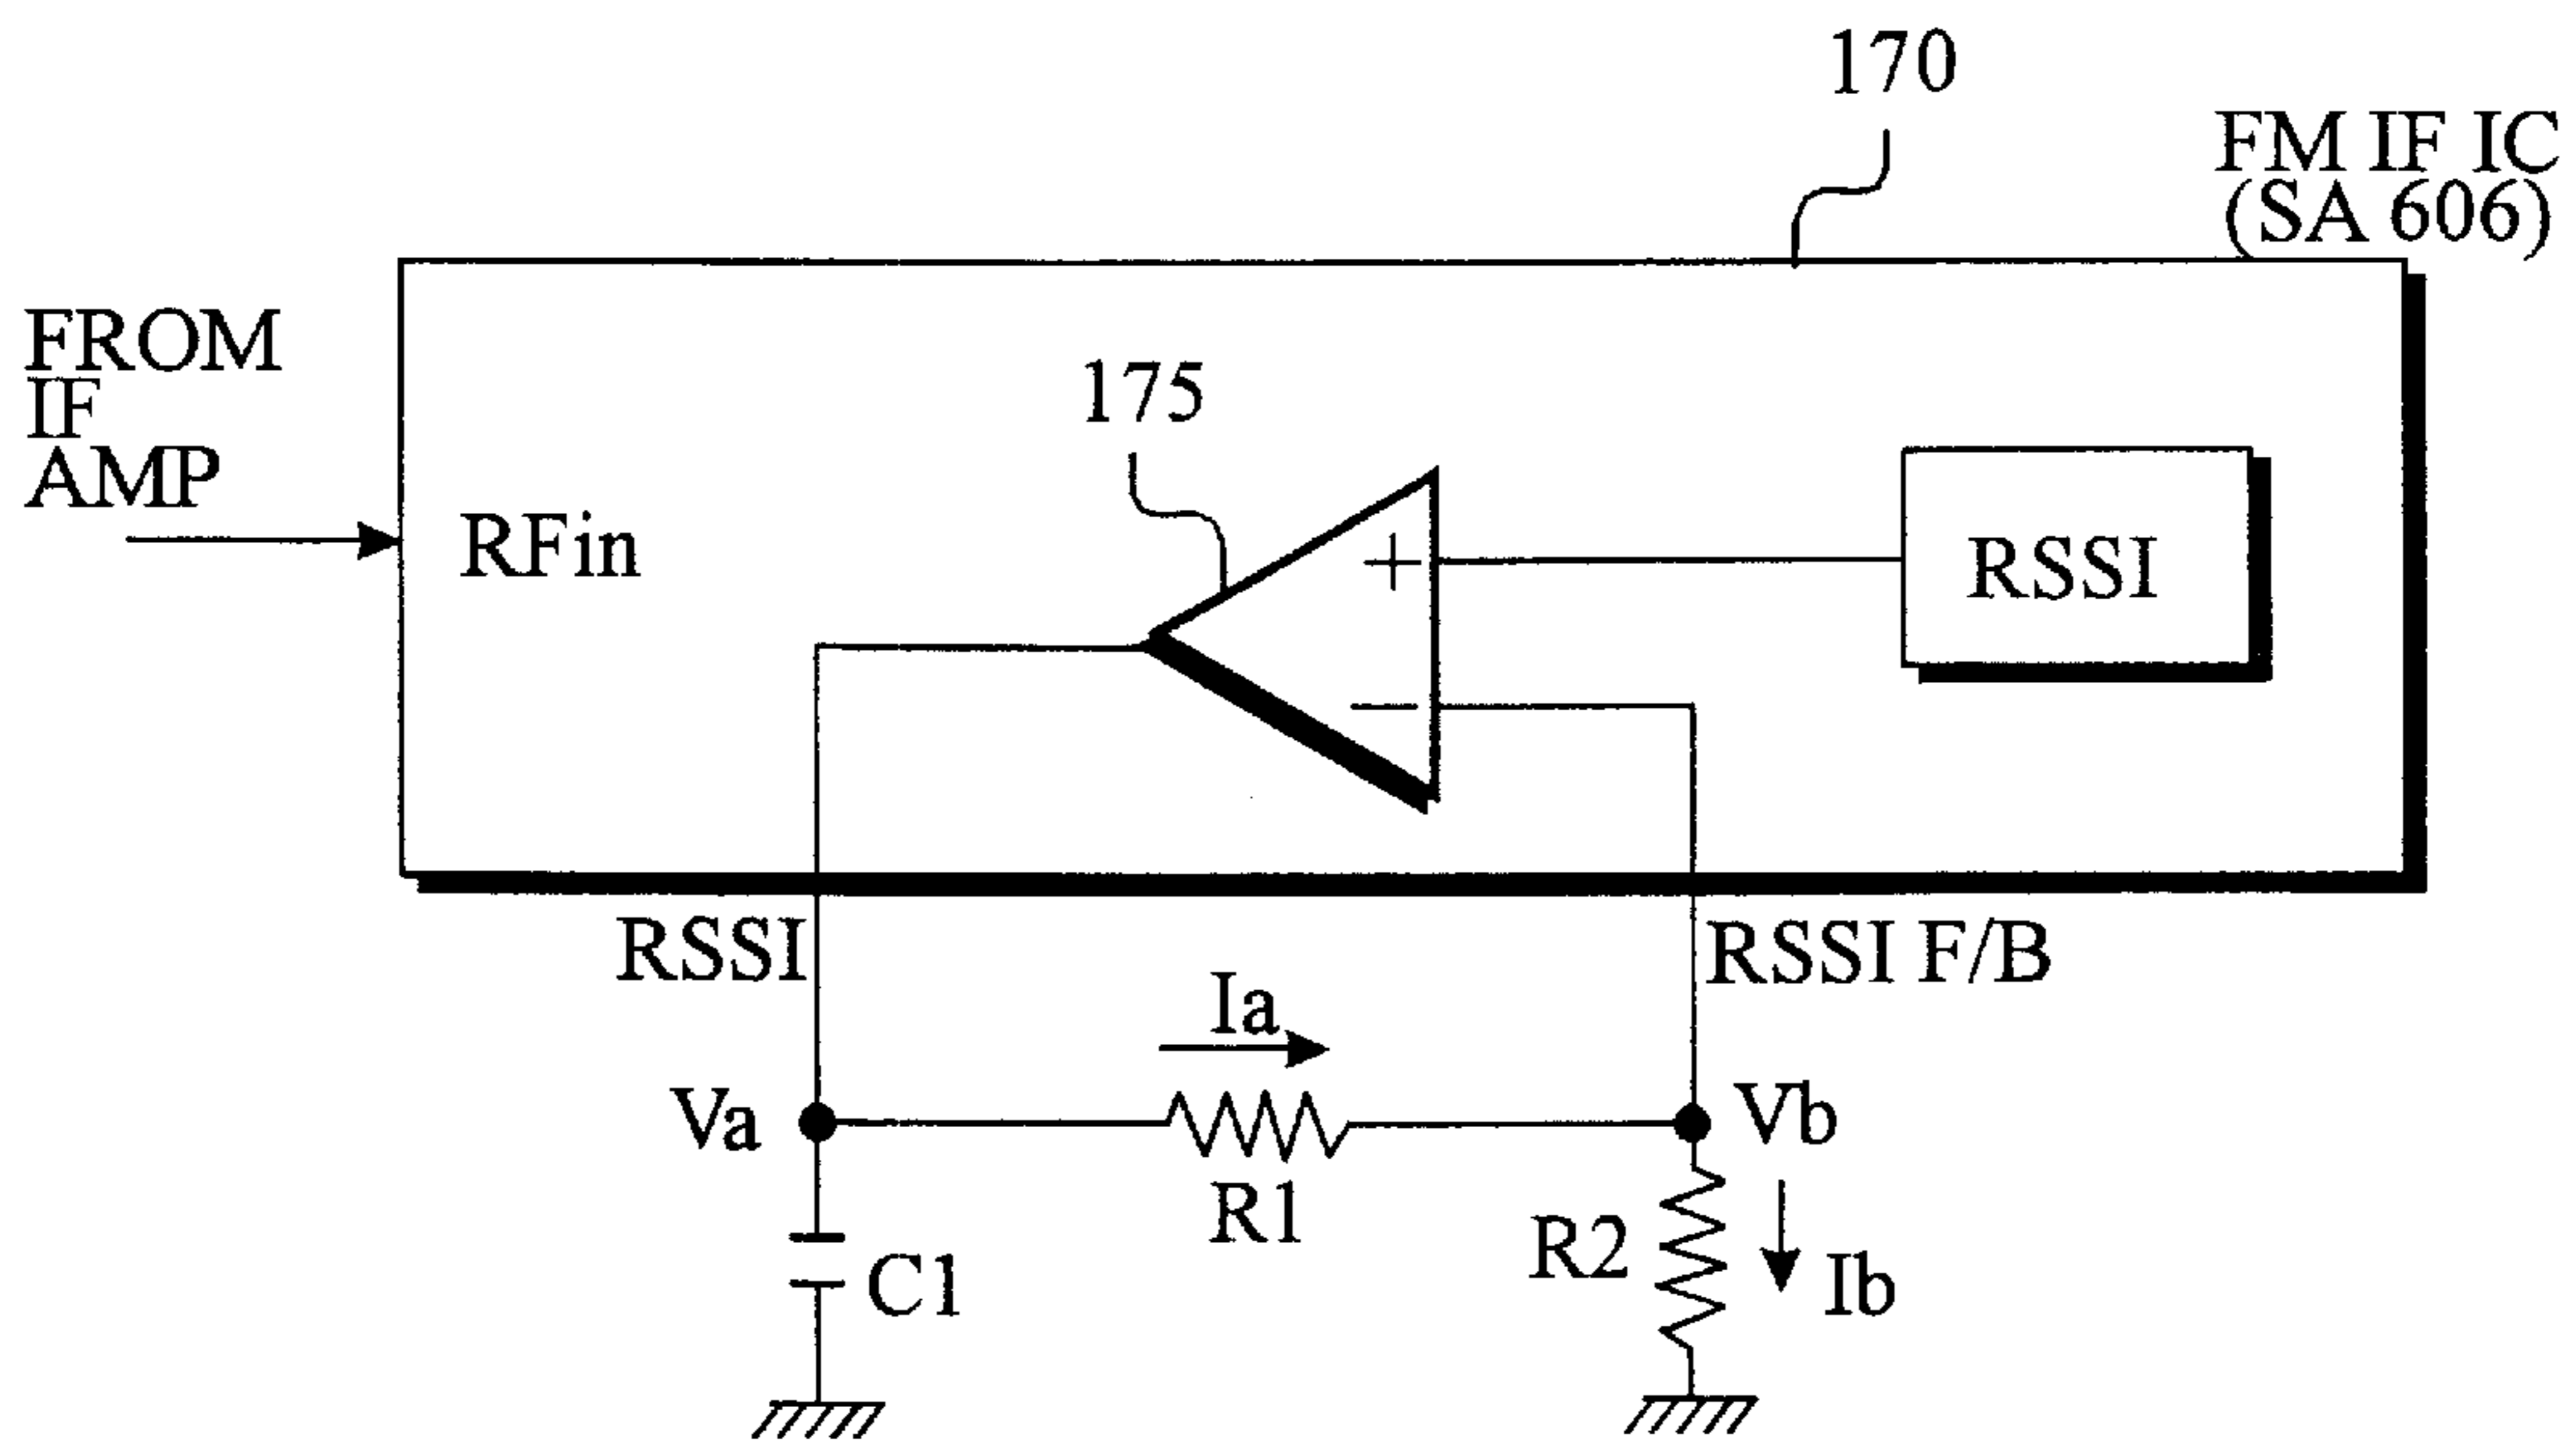 170
FM IF IC
(SA 606)
FROM
IF
AMP
175
RFin
+
RSSI
−
RSSI
RSSI F/B
Ia
Va
Vb
R1
R2
C1
Ib